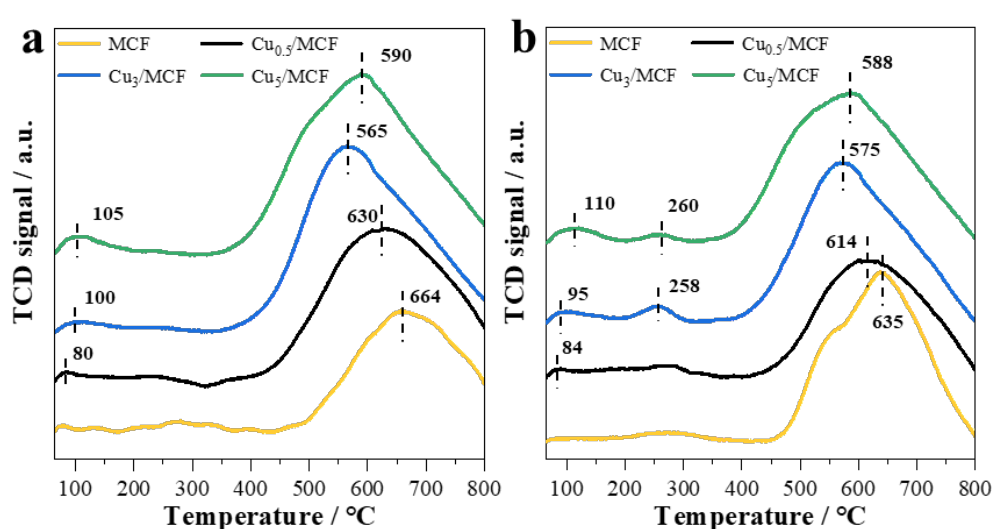 a
MCF
Cu0.5/MCF
Cu3/MCF
Cu5/MCF
590
565
105
630
100
664
80
TCD signal / a.u.
100 200 300 400 500 600 700 800
Temperature / °C
b
MCF
Cu0.5/MCF
Cu3/MCF
Cu5/MCF
588
575
110
260
614
95
258
635
84
TCD signal / a.u.
100 200 300 400 500 600 700 800
Temperature / °C